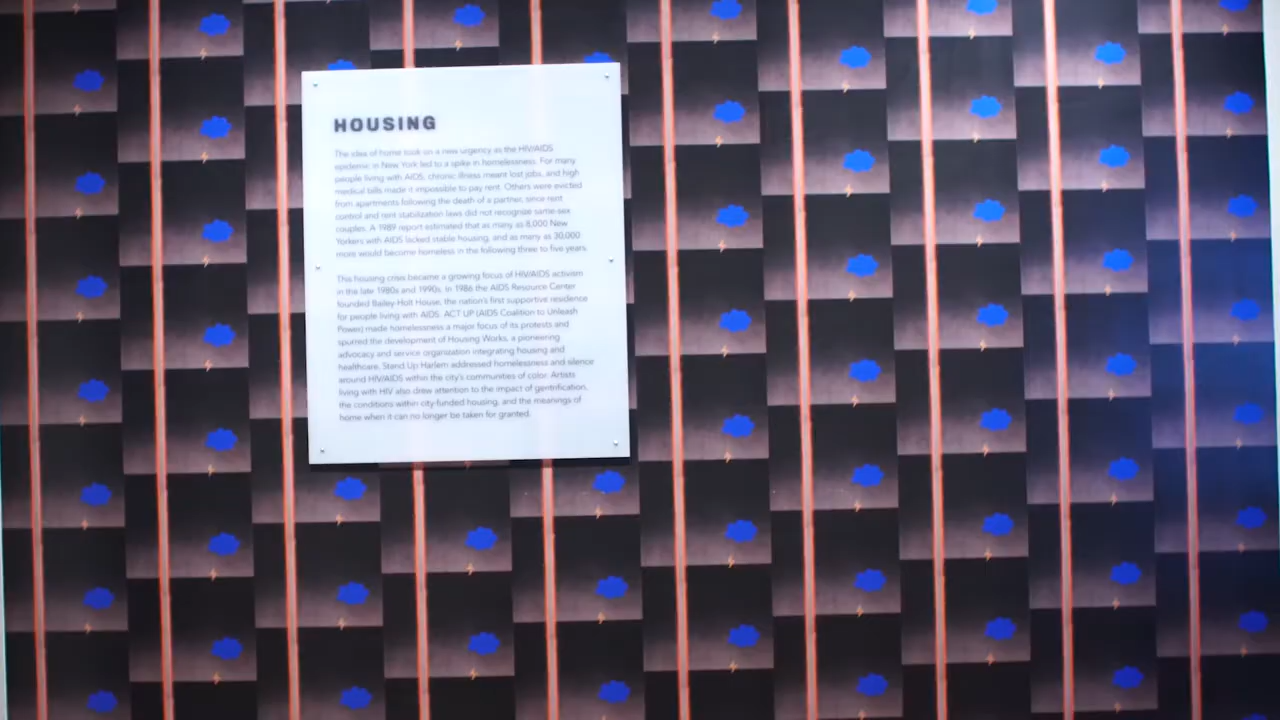 HOUSING
The idea of home took on a new urgency as the HIV/AIDS
epidemic in New York led to a spike in homelessness. For many
people living with AIDS, chronic illness meant lost jobs, and high
medical bills made it impossible to pay rent. Others were evicted
from apartments following the death of a partner, since rent
control and rent stabilization laws did not recognize same-sex
couples. A 1989 report estimated that as many as 8,000 New
Yorkers with AIDS lacked stable housing, and as many as 30,000
more would become homeless in the following three to five years.
This housing crisis became a growing focus of HIV/AIDS activism
in the late 1980s and 1990s. In 1986 the AIDS Resource Center
founded Bailey-Holt House, the nation's first supportive residence
for people living with AIDS. ACT UP (AIDS Coalition to Unleash
Power) made homelessness a major focus of its protests and
spurred the development of Housing Works, a pioneering
advocacy and service organization integrating housing and
healthcare. Stand Up Harlem addressed homelessness and silence
around HIV/AIDS within the city's communities of color. Artists
living with HIV also drew attention to the impact of gentrification,
the conditions within city-funded housing, and the meanings of
home when it can no longer be taken for granted.